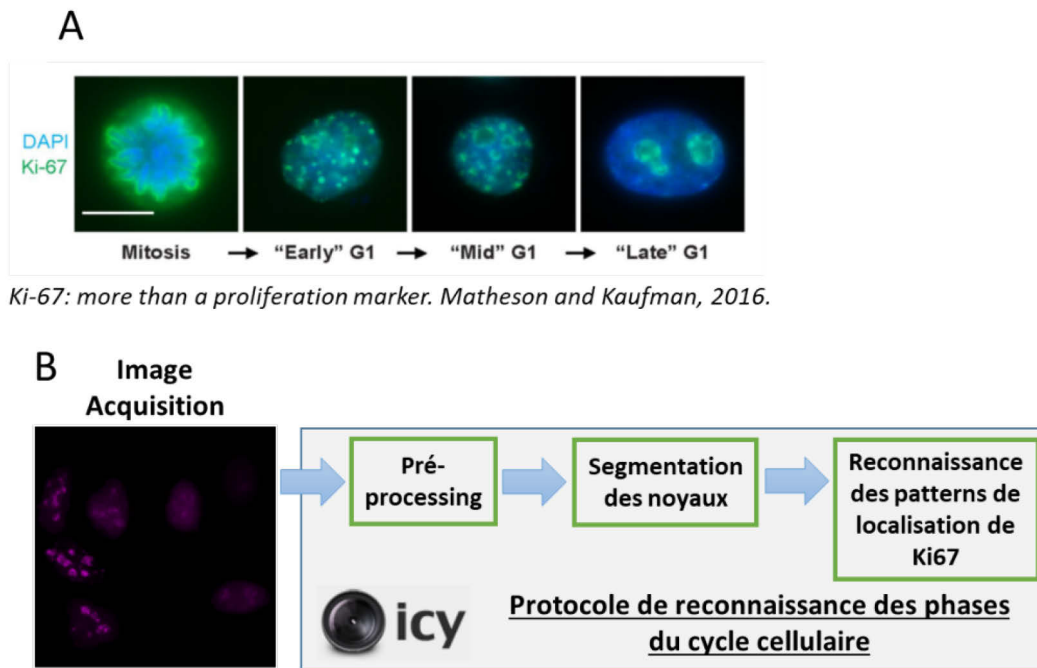 A
DAPI
Ki-67
Mitosis → "Early" G1 → "Mid" G1 → "Late" G1
Ki-67: more than a proliferation marker. Matheson and Kaufman, 2016.
B
Image
Acquisition
Pré-
processing
Segmentation
des noyaux
Reconnaissance
des patterns de
localisation de
Ki67
icy
Protocole de reconnaissance des phases
du cycle cellulaire